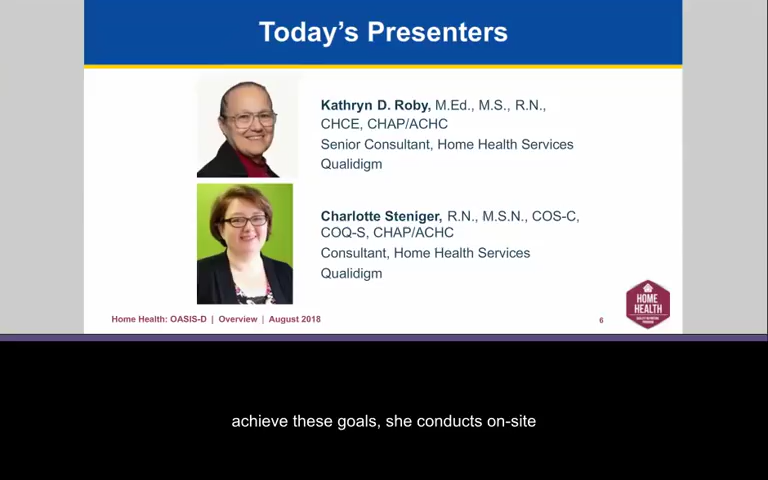 Today's Presenters
Kathryn D. Roby, M.Ed., M.S., R.N.,
CHCE, CHAP/ACHC
Senior Consultant, Home Health Services
Qualidigm
Charlotte Steniger, R.N., M.S.N., COS-C,
COQ-S, CHAP/ACHC
Consultant, Home Health Services
Qualidigm
Home Health: OASIS-D | Overview | August 2018
6
HOME
HEALTH
achieve these goals, she conducts on-site